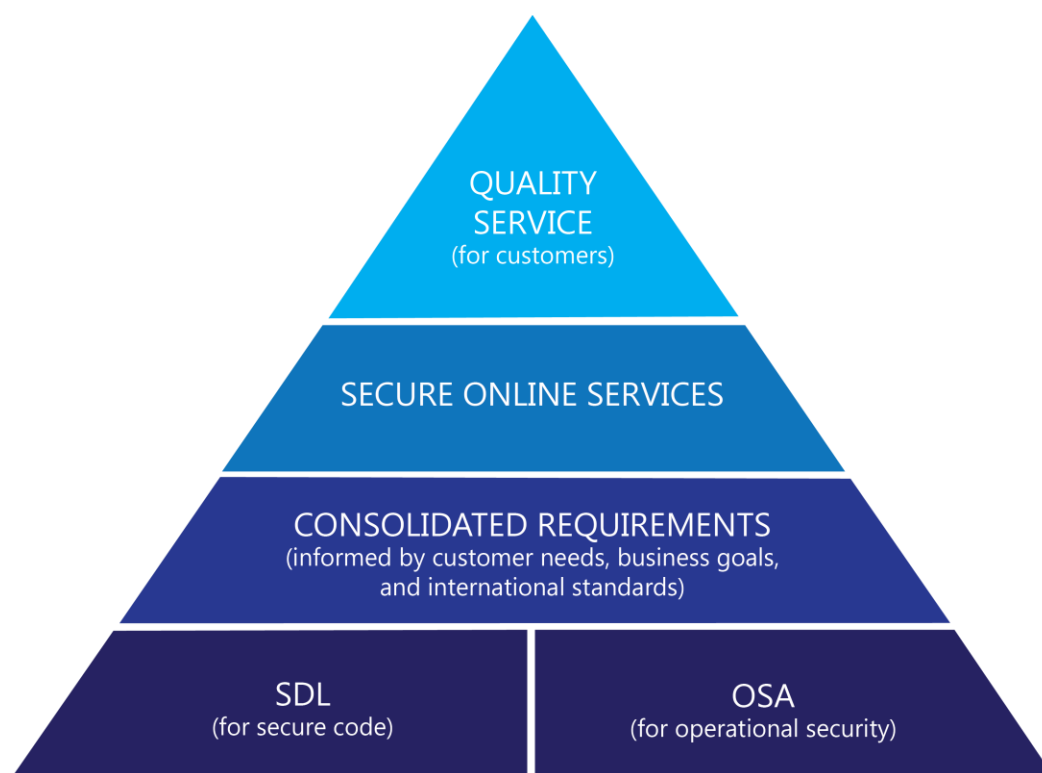 QUALITY
SERVICE
(for customers)
SECURE ONLINE SERVICES
CONSOLIDATED REQUIREMENTS
(informed by customer needs, business goals,
and international standards)
SDL
(for secure code)
OSA
(for operational security)